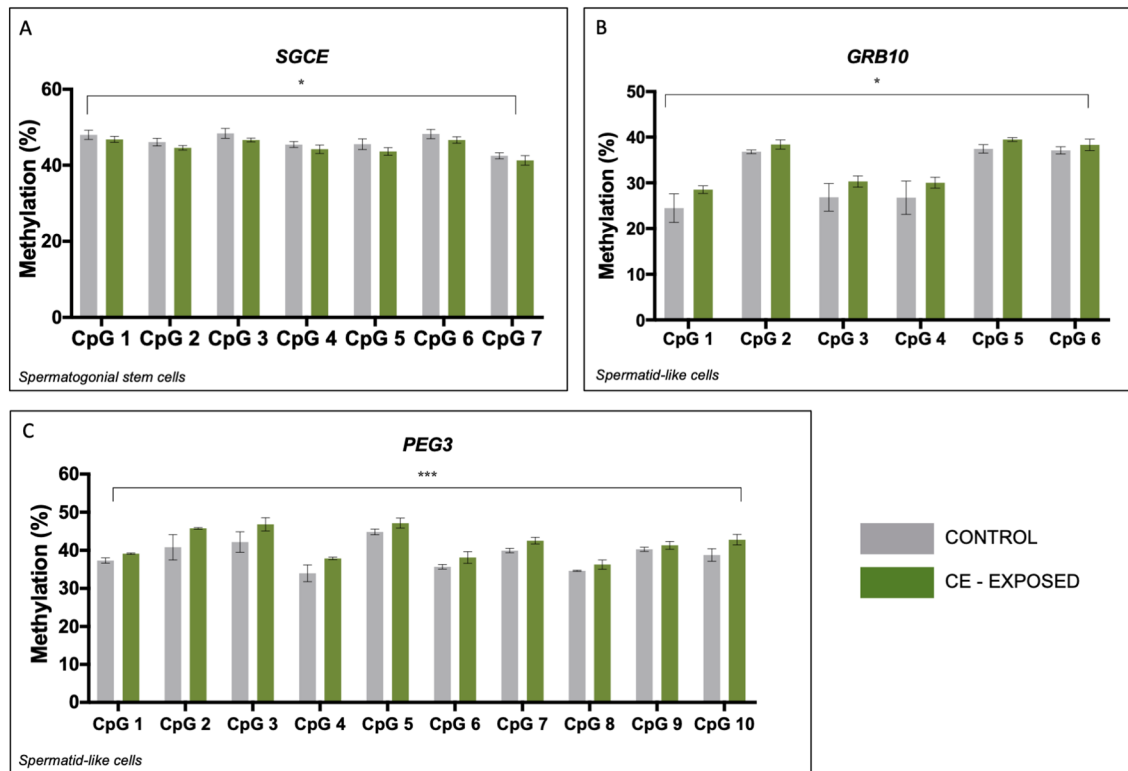 A
SGCE
*
Methylation (%)
60
40
20
0
CpG 1 CpG 2 CpG 3 CpG 4 CpG 5 CpG 6 CpG 7
Spermatogonial stem cells
B
GRB10
*
Methylation (%)
50
40
30
20
10
0
CpG 1 CpG 2 CpG 3 CpG 4 CpG 5 CpG 6
Spermatid-like cells
C
PEG3
***
Methylation (%)
60
50
40
30
20
10
0
CpG 1 CpG 2 CpG 3 CpG 4 CpG 5 CpG 6 CpG 7 CpG 8 CpG 9 CpG 10
Spermatid-like cells
CONTROL
CE - EXPOSED